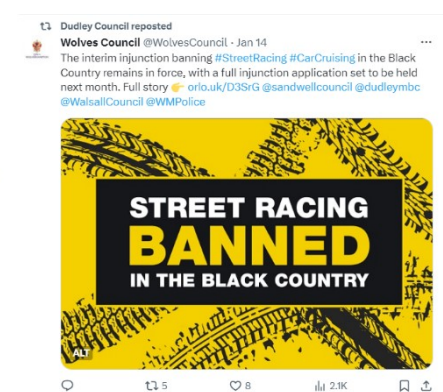 Dudley Council reposted
Wolves Council @WolvesCouncil · Jan 14
The interim injunction banning #StreetRacing #CarCruising in the Black
Country remains in force, with a full injunction application set to be held
next month. Full story 👉 orlo.uk/D3SrG @sandwellcouncil @dudleymbc
@WalsallCouncil @WMPolice
STREET RACING
BANNED
IN THE BLACK COUNTRY
ALT
5 8 2.1K